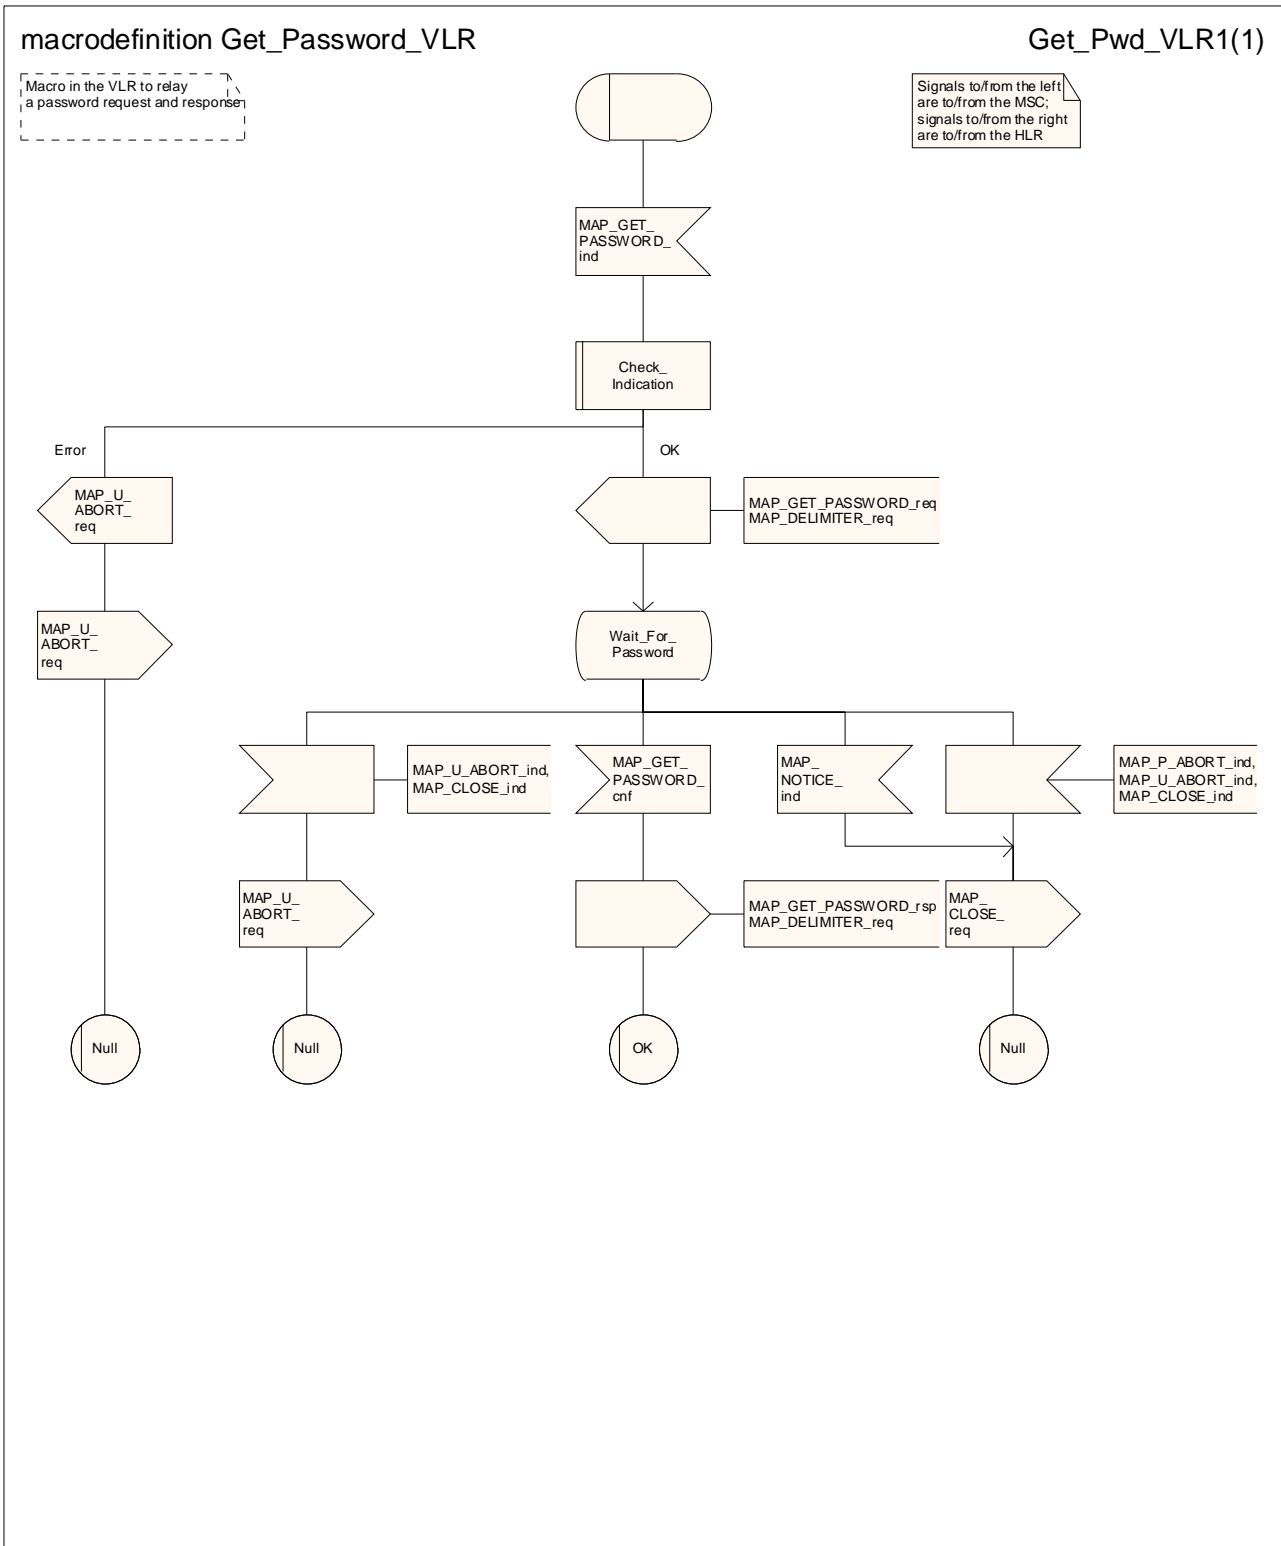 macrodefinition Get_Password_VLR
Get_Pwd_VLR1(1)
Macro in the VLR to relay
a password request and response
Signals to/from the left
are to/from the MSC;
signals to/from the right
are to/from the HLR
MAP_GET_
PASSWORD_
ind
Check_
Indication
Error
OK
MAP_U_
ABORT_
req
MAP_GET_PASSWORD_req
MAP_DELIMITER_req
MAP_U_
ABORT_
req
Wait_For_
Password
MAP_U_ABORT_ind,
MAP_CLOSE_ind
MAP_GET_
PASSWORD_
cnf
MAP_
NOTICE_
ind
MAP_P_ABORT_ind,
MAP_U_ABORT_ind,
MAP_CLOSE_ind
MAP_U_
ABORT_
req
MAP_GET_PASSWORD_rsp
MAP_DELIMITER_req
MAP_
CLOSE_
req
Null
Null
OK
Null